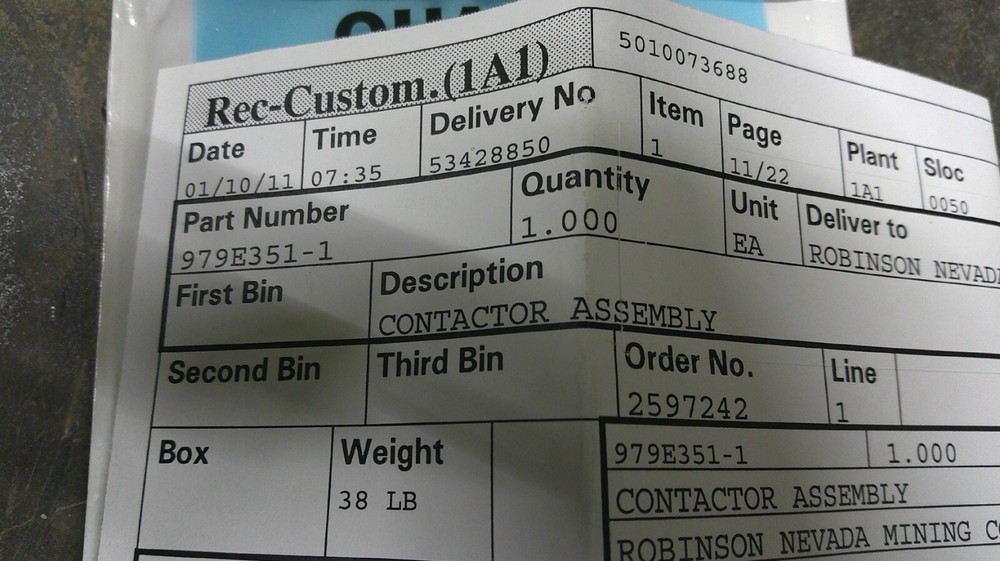 Rec-Custom.(1A1) 5010073688
Date Time Delivery No Item Page Plant Sloc
01/10/11 07:35 53428850 1 11/22 1A1 0050
Part Number Quantity Unit Deliver to
979E351-1 1.000 EA ROBINSON NEVADA
First Bin Description
CONTACTOR ASSEMBLY
Second Bin Third Bin Order No. Line
2597242 1
Box Weight 979E351-1 1.000
38 LB CONTACTOR ASSEMBLY
ROBINSON NEVADA MINING CO